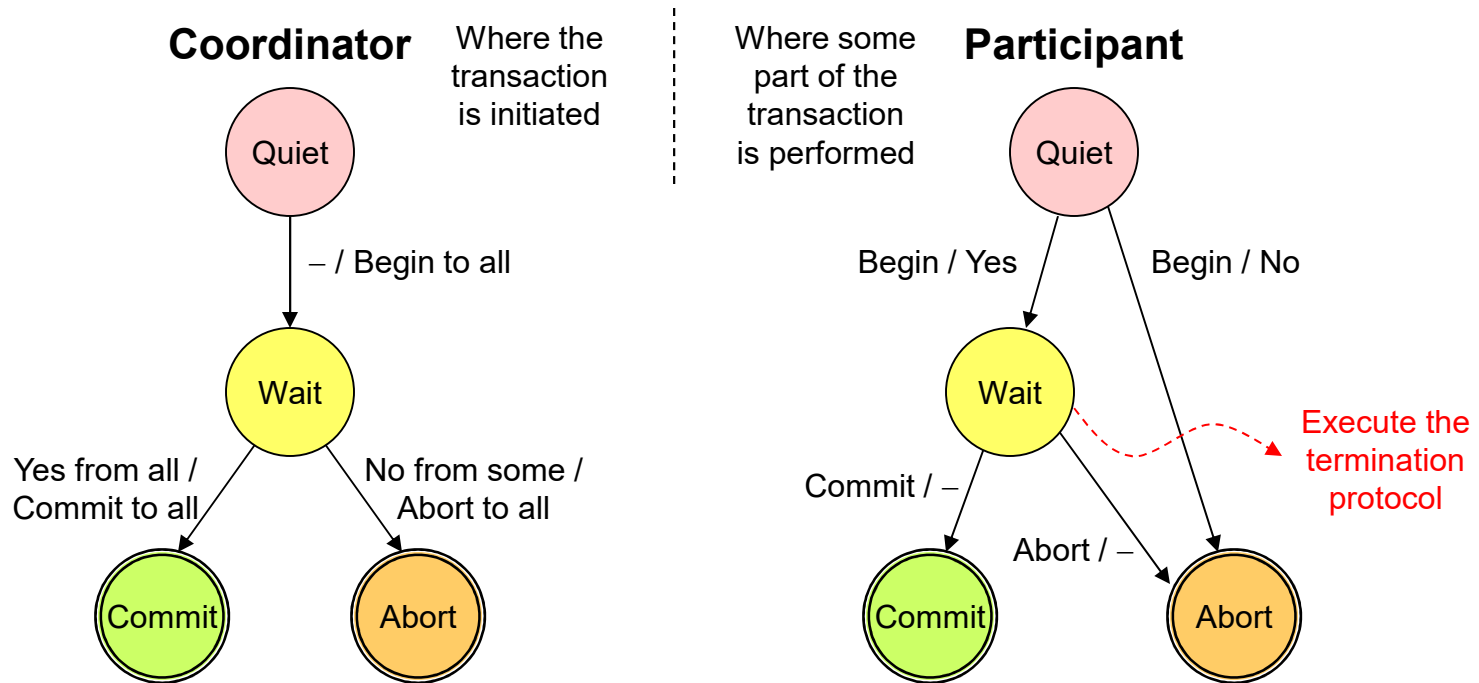 Coordinator
Where the
transaction
is initiated
Quiet
– / Begin to all
Wait
Yes from all /
Commit to all
No from some /
Abort to all
Commit
Abort
Where some
part of the
transaction
is performed
Participant
Quiet
Begin / Yes
Begin / No
Wait
Execute the
termination
protocol
Commit / –
Abort / –
Commit
Abort